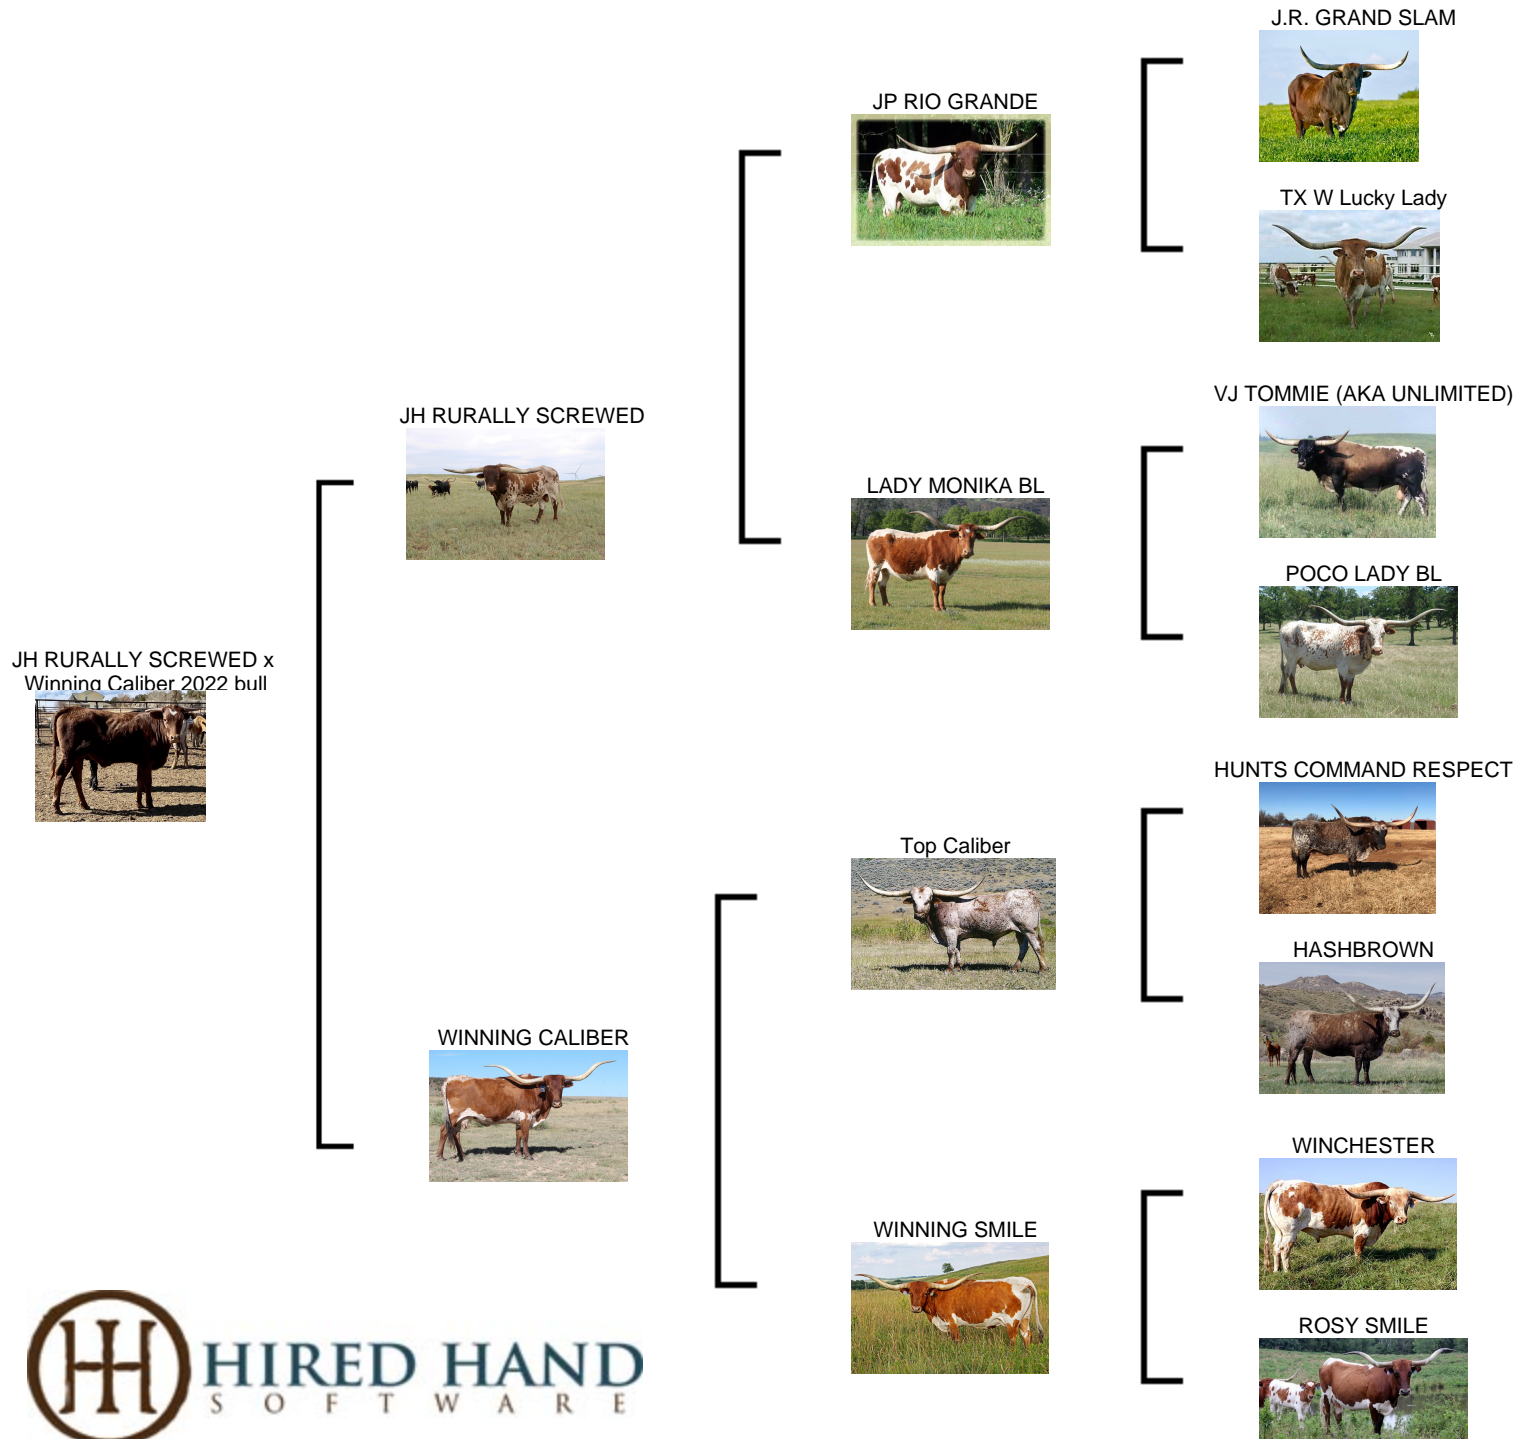 J.R. GRAND SLAM
JP RIO GRANDE
TX W Lucky Lady
VJ TOMMIE (AKA UNLIMITED)
JH RURALLY SCREWED
LADY MONIKA BL
POCO LADY BL
JH RURALLY SCREWED x
Winning Caliber 2022 bull
HUNTS COMMAND RESPECT
Top Caliber
HASHBROWN
WINNING CALIBER
WINCHESTER
WINNING SMILE
ROSY SMILE
HIRED HAND
SOFTWARE